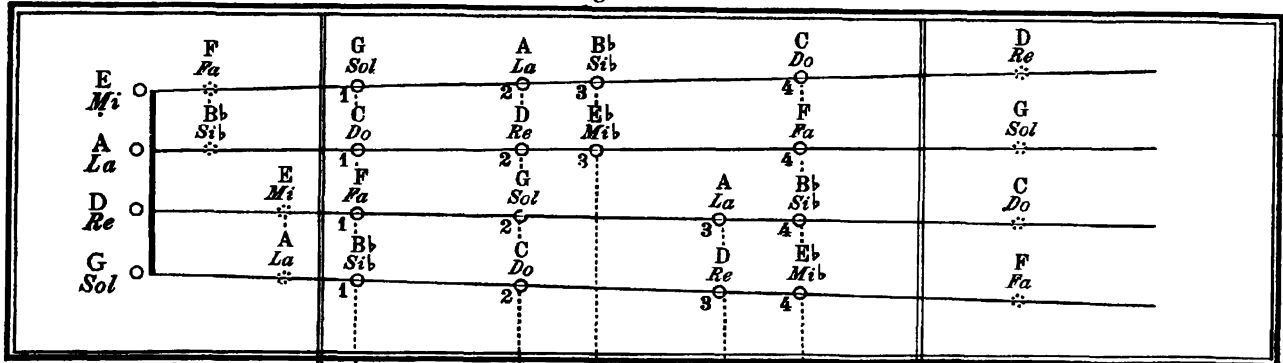 F G A B♭ C D
Fa Sol La Si♭ Do Re
E
Mi
1 2 3 4
B♭ C D E♭ F G
Si♭ Do Re Mi♭ Fa Sol
A
La
1 2 3 4
E F G A B♭ C
Mi Fa Sol La Si♭ Do
D
Re
1 2 3 4
A B♭ C D E♭ F
La Si♭ Do Re Mi♭ Fa
G
Sol
1 2 3 4